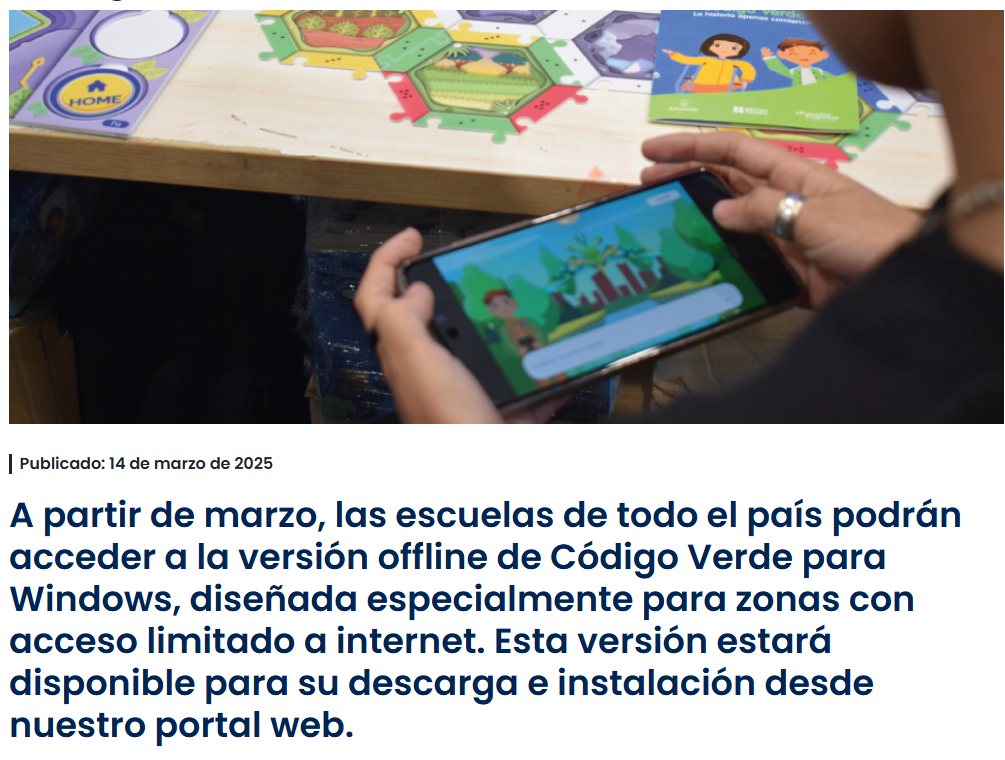 La historia apenas comienza
HOME
Publicado: 14 de marzo de 2025
A partir de marzo, las escuelas de todo el país podrán
acceder a la versión offline de Código Verde para
Windows, diseñada especialmente para zonas con
acceso limitado a internet. Esta versión estará
disponible para su descarga e instalación desde
nuestro portal web.